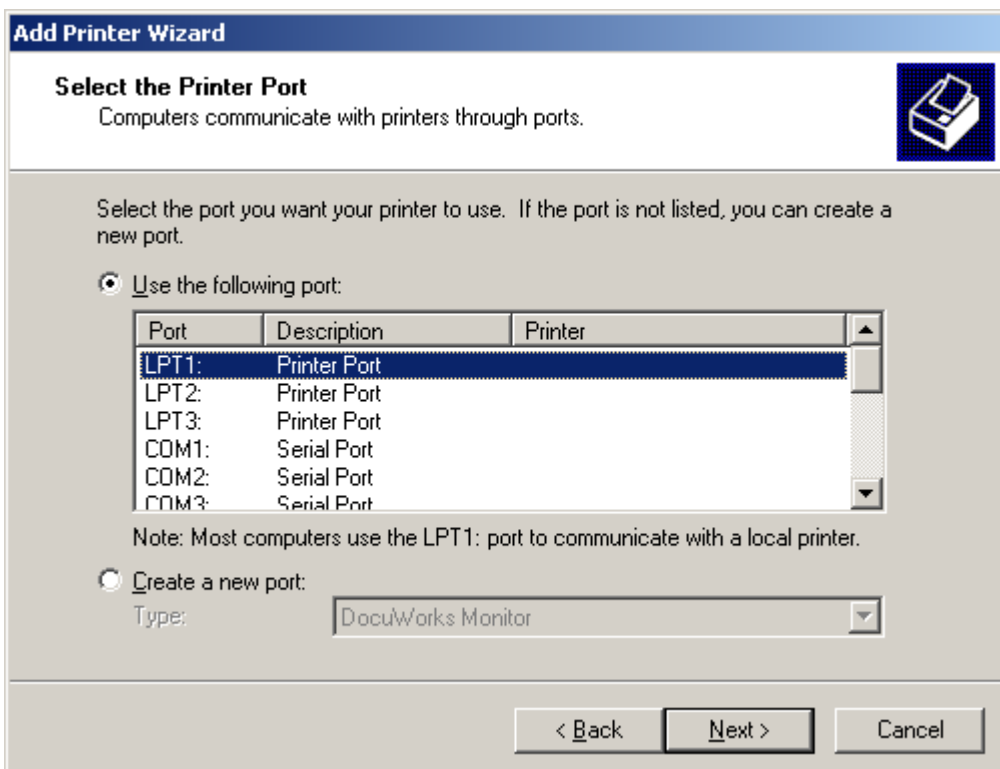 Add Printer Wizard
Select the Printer Port
Computers communicate with printers through ports.
Select the port you want your printer to use.  If the port is not listed, you can create a
new port.
Use the following port:
Port Description Printer
LPT1: Printer Port
LPT2: Printer Port
LPT3: Printer Port
COM1: Serial Port
COM2: Serial Port
COM3: Serial Port
Note: Most computers use the LPT1: port to communicate with a local printer.
Create a new port:
Type: DocuWorks Monitor
< Back Next > Cancel